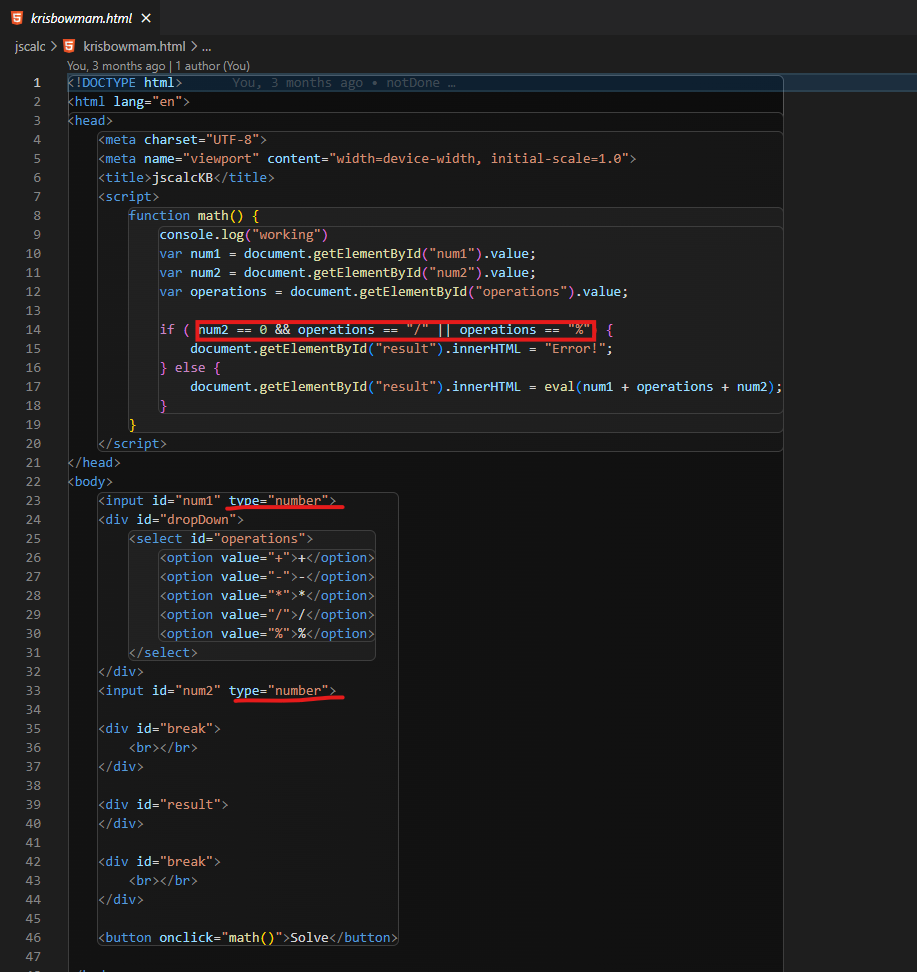 krisbowmam.html ×
jscalc > krisbowmam.html > ...
You, 3 months ago | 1 author (You)
1 <!DOCTYPE html> You, 3 months ago • notDone …
2 <html lang="en">
3 <head>
4 <meta charset="UTF-8">
5 <meta name="viewport" content="width=device-width, initial-scale=1.0">
6 <title>jscalcKB</title>
7 <script>
8 function math() {
9 console.log("working")
10 var num1 = document.getElementById("num1").value;
11 var num2 = document.getElementById("num2").value;
12 var operations = document.getElementById("operations").value;
13
14 if ( num2 == 0 && operations == "/" || operations == "%") {
15 document.getElementById("result").innerHTML = "Error!";
16 } else {
17 document.getElementById("result").innerHTML = eval(num1 + operations + num2);
18 }
19 }
20 </script>
21 </head>
22 <body>
23 <input id="num1" type="number">
24 <div id="dropDown">
25 <select id="operations">
26 <option value="+">+</option>
27 <option value="-">-</option>
28 <option value="*">*</option>
29 <option value="/">/</option>
30 <option value="%">%</option>
31 </select>
32 </div>
33 <input id="num2" type="number">
34
35 <div id="break">
36 <br></br>
37 </div>
38
39 <div id="result">
40 </div>
41
42 <div id="break">
43 <br></br>
44 </div>
45
46 <button onclick="math()">Solve</button>
47